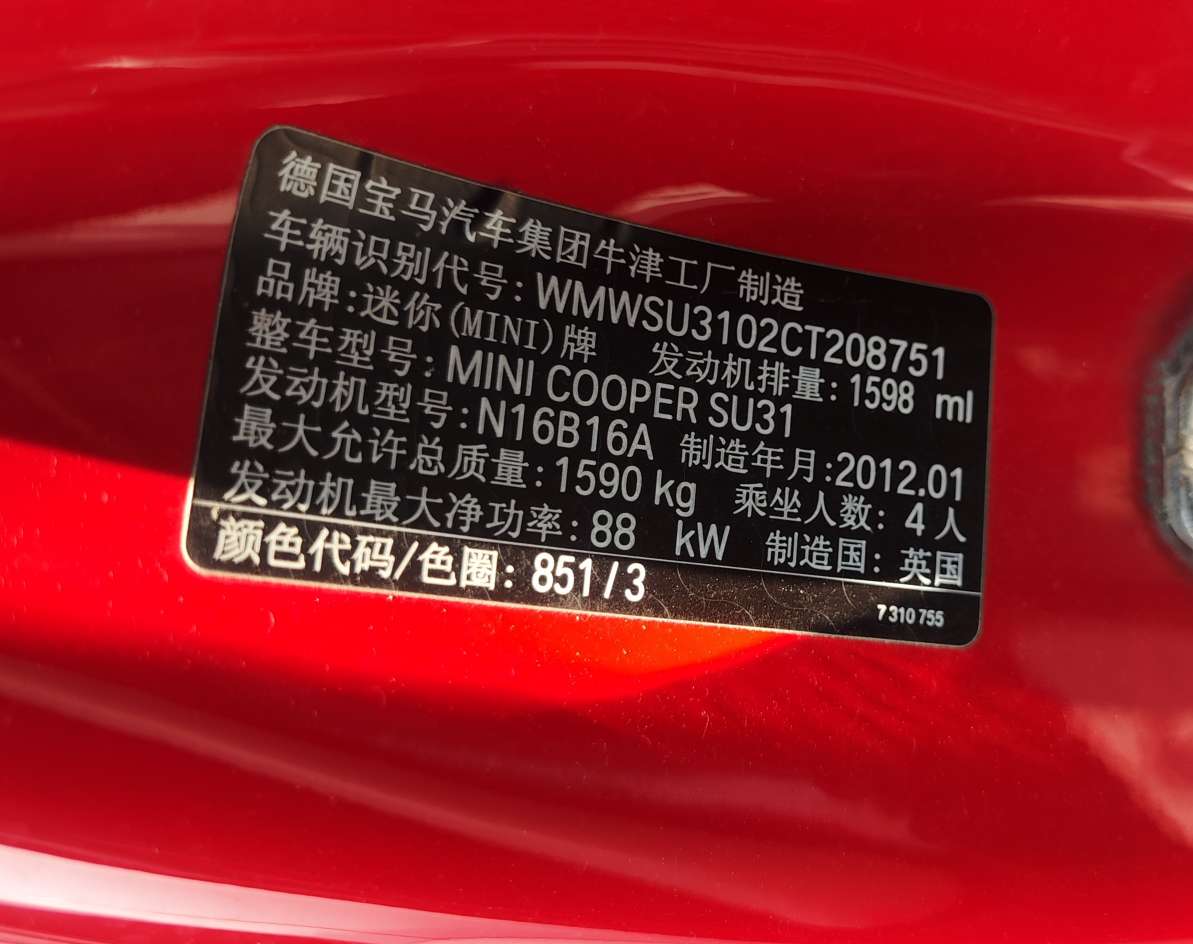 德国宝马汽车集团牛津工厂制造
车辆识别代号: WMWSU3102CT208751
品牌:迷你(MINI)牌 发动机排量: 1598 ml
整车型号: MINI COOPER SU31
发动机型号: N16B16A 制造年月:2012.01
最大允许总质量: 1590 kg 乘坐人数: 4人
发动机最大净功率: 88 kW 制造国: 英国
颜色代码/色圈: 851/3
7 310 755